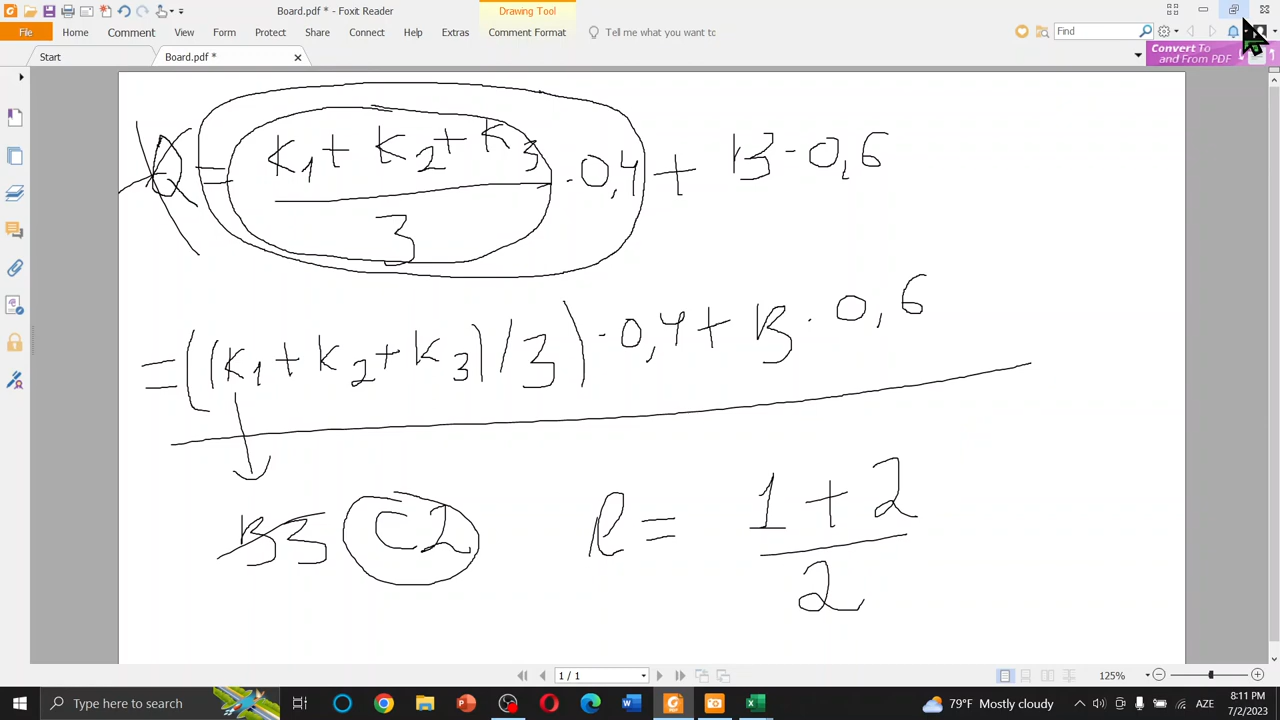 Board.pdf * - Foxit Reader
Drawing Tool
File
Home
Comment
View
Form
Protect
Share
Connect
Help
Extras
Comment Format
Tell me what you want to do
Find
Start
Board.pdf *
Convert To
and From PDF
= K1 + K2 + K3 / 3 · 0,4 + B · 0,6
= ((K1 + K2 + K3) / 3) · 0,4 + B · 0,6
C2
= 1 + 2 / 2
1 / 1
125%
Type here to search
79°F Mostly cloudy
AZE
8:11 PM
7/2/2023